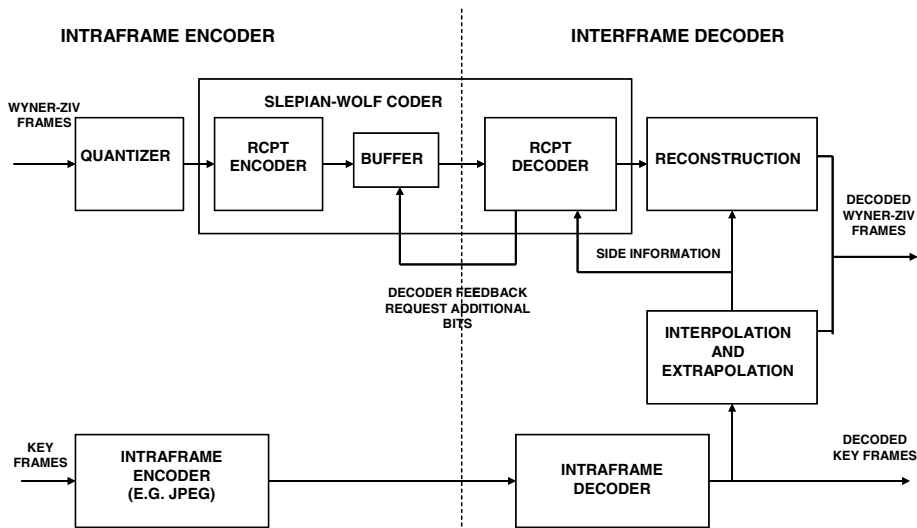 INTRAFRAME ENCODER
INTERFRAME DECODER
WYNER-ZIV
FRAMES
SLEPIAN-WOLF CODER
QUANTIZER
RCPT
ENCODER
BUFFER
RCPT
DECODER
RECONSTRUCTION
DECODED
WYNER-ZIV
FRAMES
SIDE INFORMATION
DECODER FEEDBACK
REQUEST ADDITIONAL
BITS
INTERPOLATION
AND
EXTRAPOLATION
KEY
FRAMES
INTRAFRAME
ENCODER
(E.G. JPEG)
INTRAFRAME
DECODER
DECODED
KEY FRAMES